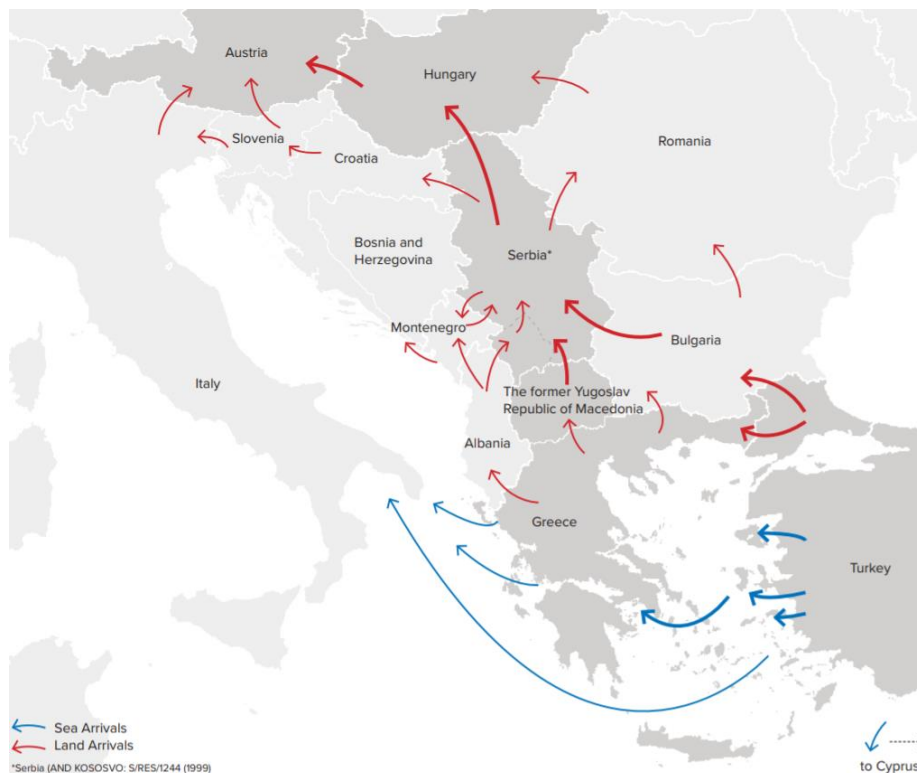 Austria
Hungary
Slovenia
Croatia
Romania
Bosnia and
Herzegovina
Serbia*
Montenegro
Bulgaria
Italy
The former Yugoslav
Republic of Macedonia
Albania
Greece
Turkey
Sea Arrivals
Land Arrivals
*Serbia (AND KOSOSVO: S/RES/1244 (1999)
to Cyprus